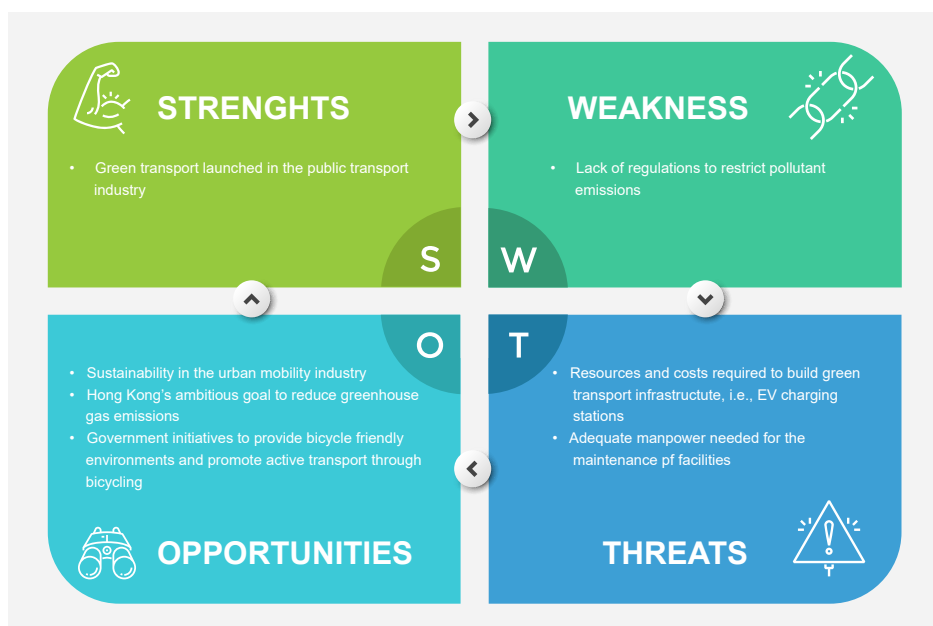 STRENGHTS
• Green transport launched in the public transport
industry
S
WEAKNESS
• Lack of regulations to restrict pollutant
emissions
W
O
• Sustainability in the urban mobility industry
• Hong Kong's ambitious goal to reduce greenhouse
gas emissions
• Government initiatives to provide bicycle friendly
environments and promote active transport through
bicycling
OPPORTUNITIES
T
• Resources and costs required to build green
transport infrastructute, i.e., EV charging
stations
• Adequate manpower needed for the
maintenance pf facilities
THREATS